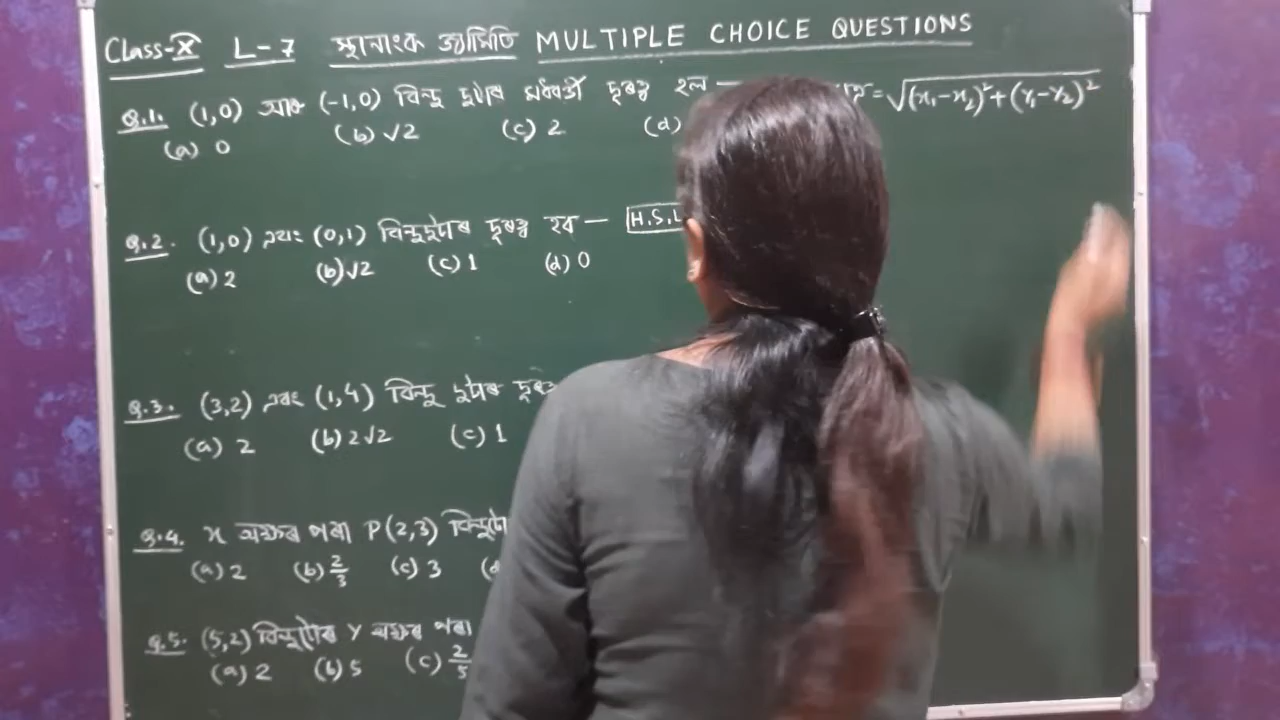 Class-X L-7 স্থানাংক জ্যামিতি MULTIPLE CHOICE QUESTIONS
Q.1. (1,0) আৰু (-1,0) বিন্দু দুটাৰ মধ্যবৰ্তী দূৰত্ব হল — =√(x₁-x₂)²+(y₁-y₂)²
(a) 0 (b) √2 (c) 2 (d)
Q.2. (1,0) এবং (0,1) বিন্দুদুটাৰ দূৰত্ব হব — H.S.L
(a) 2 (b) √2 (c) 1 (d) 0
Q.3. (3,2) এবং (1,4) বিন্দু দুটাৰ
(a) 2 (b) 2√2 (c) 1
Q.4. x অক্ষৰ পৰা P(2,3)
(a) 2 (b) 2/3 (c) 3
Q.5. (5,2) বিন্দুটোৰ Y অক্ষৰ পৰা
(a) 2 (b) 5 (c) 2/5